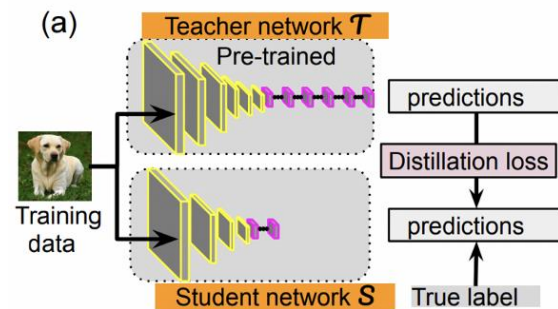 (a)
Teacher network 𝒯
Pre-trained
Training
data
Student network 𝒮
predictions
Distillation loss
predictions
True label